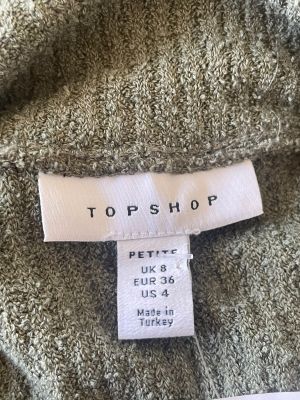 TOPSHOP
PETITE
UK 8
EUR 36
US 4
Made in
Turkey